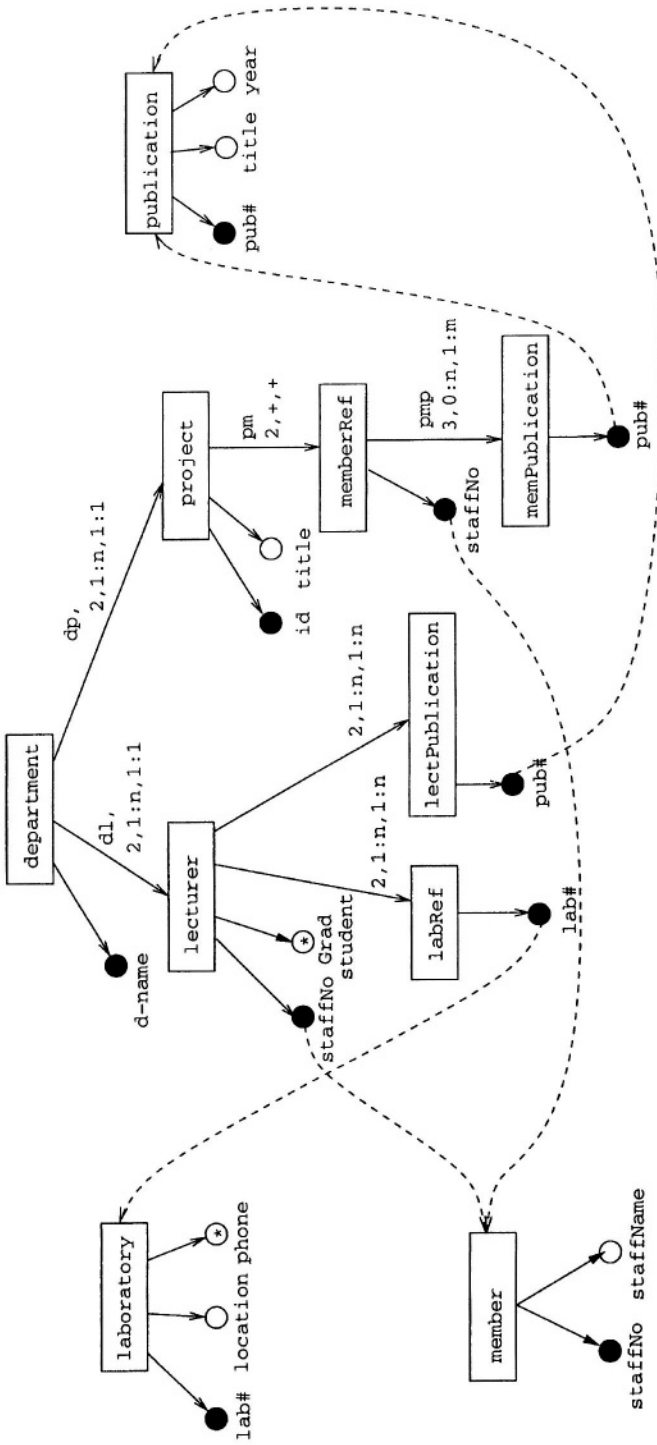 department
d-name
dl,
2,1:n,1:1
dp,
2,1:n,1:1
laboratory
lab# location phone
lecturer
staffNo Grad
student
project
id title
publication
pub# title year
2,1:n,1:n
2,1:n,1:n
pm
2,+,+
labRef
lab#
lectPublication
pub#
memberRef
staffNo
pmp
3,0:n,1:m
memPublication
pub#
member
staffNo staffName